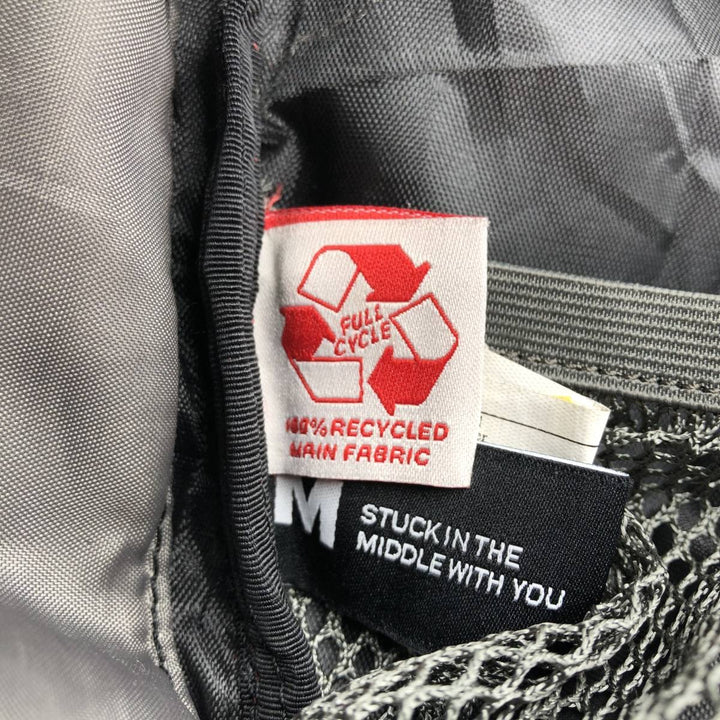 FULL
CYCLE
100% RECYCLED
MAIN FABRIC
M
STUCK IN THE
MIDDLE WITH YOU